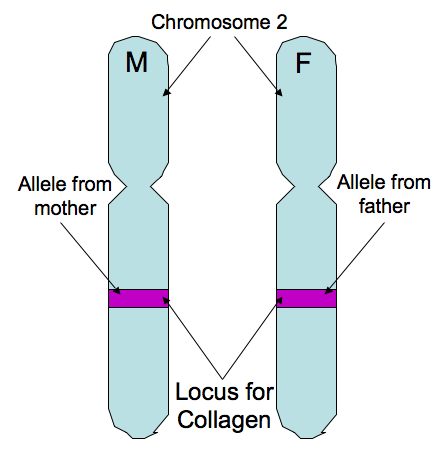 Chromosome 2
M
F
Allele from
mother
Allele from
father
Locus for
Collagen